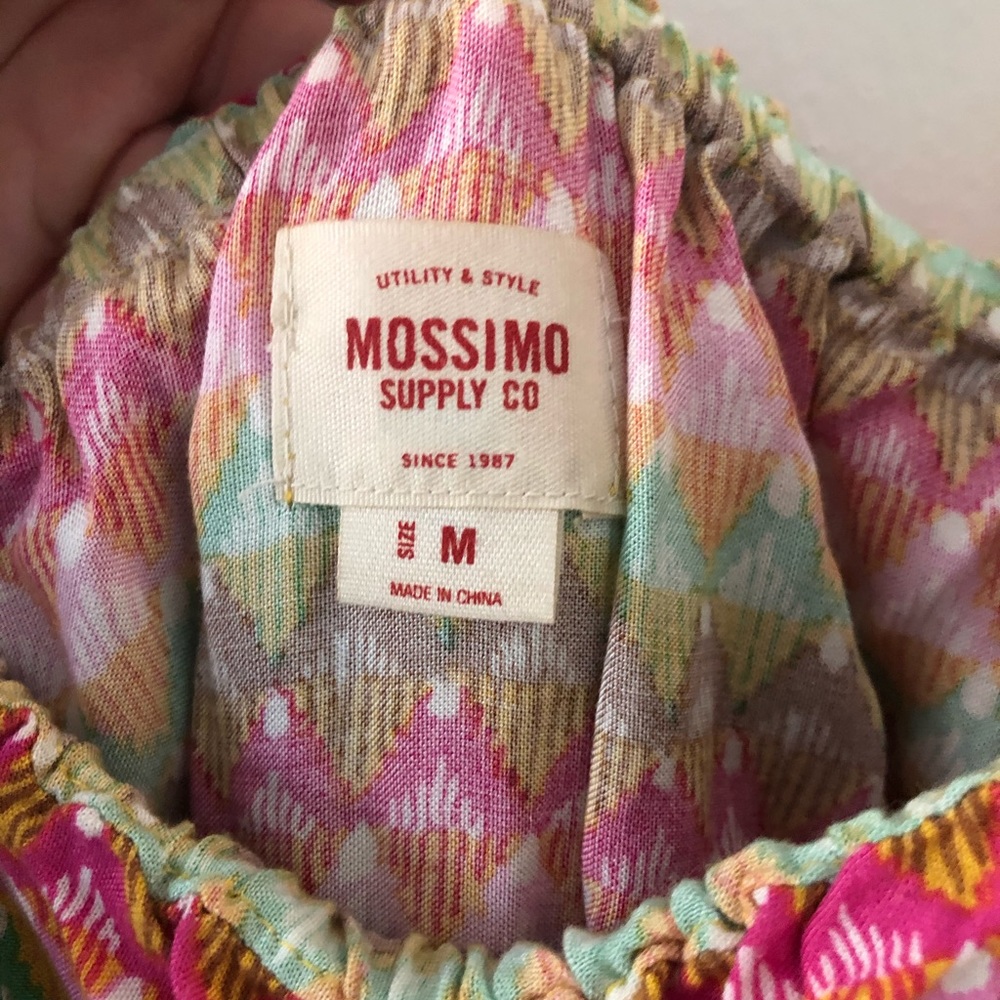 UTILITY & STYLE
MOSSIMO
SUPPLY CO
SINCE 1987
SIZE M
MADE IN CHINA